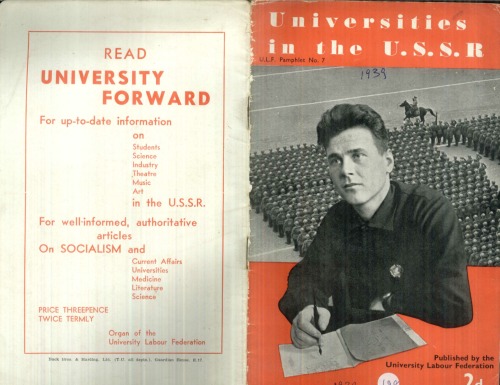 READ
UNIVERSITY
FORWARD
For up-to-date information
on
Students
Science
Industry
Theatre
Music
Art
in the U.S.S.R.
For well-informed, authoritative
articles
On SOCIALISM and
Current Affairs
Universities
Medicine
Literature
Science
PRICE THREEPENCE
TWICE TERMLY
Organ of the
University Labour Federation
Universities
in the U.S.S.R
U.L.F. Pamphlet No. 7
1939
Published by the
University Labour Federation
2d